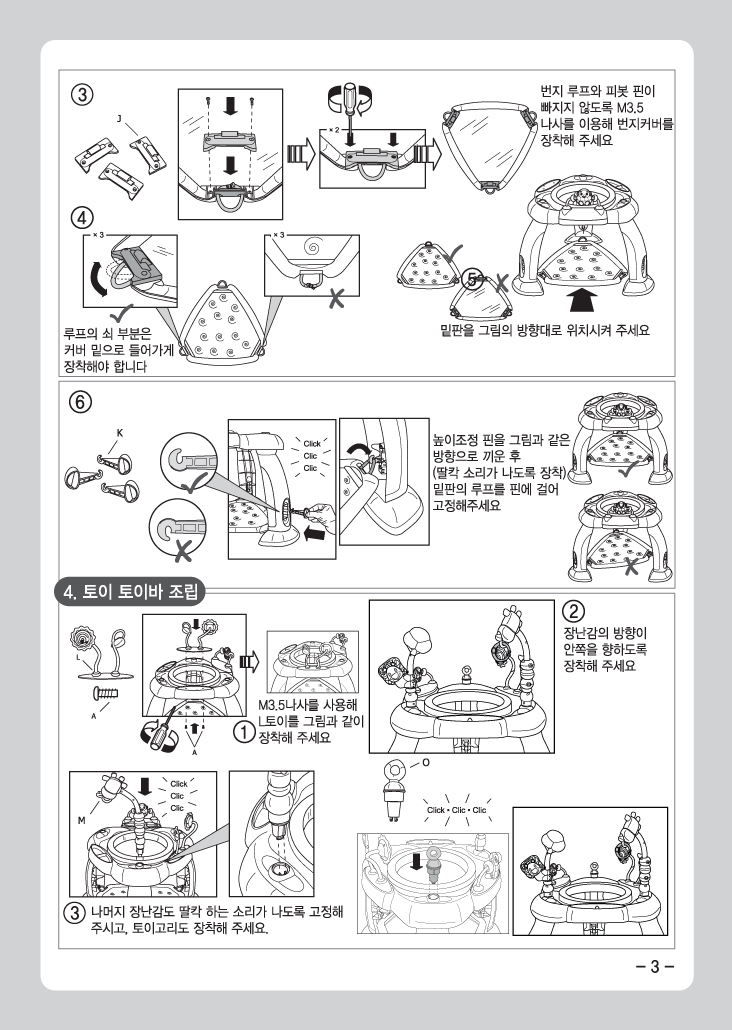 ③
J
× 2
번지 루프와 피봇 핀이
빠지지 않도록 M3.5
나사를 이용해 번지커버를
장착해 주세요
④
× 3
× 3
루프의 쇠 부분은
커버 밑으로 들어가게
장착해야 합니다
⑤
밑판을 그림의 방향대로 위치시켜 주세요
⑥
K
Click
Clic
Clic
높이조정 핀을 그림과 같은
방향으로 끼운 후
(딸칵 소리가 나도록 장착)
밑판의 루프를 핀에 걸어
고정해주세요
4. 토이 토이바 조립
L
A
A
①
M3.5나사를 사용해
L토이를 그림과 같이
장착해 주세요
②
장난감의 방향이
안쪽을 향하도록
장착해 주세요
M
Click
Clic
Clic
O
Click • Clic • Clic
③ 나머지 장난감도 딸칵 하는 소리가 나도록 고정해
주시고, 토이고리도 장착해 주세요.
– 3 –